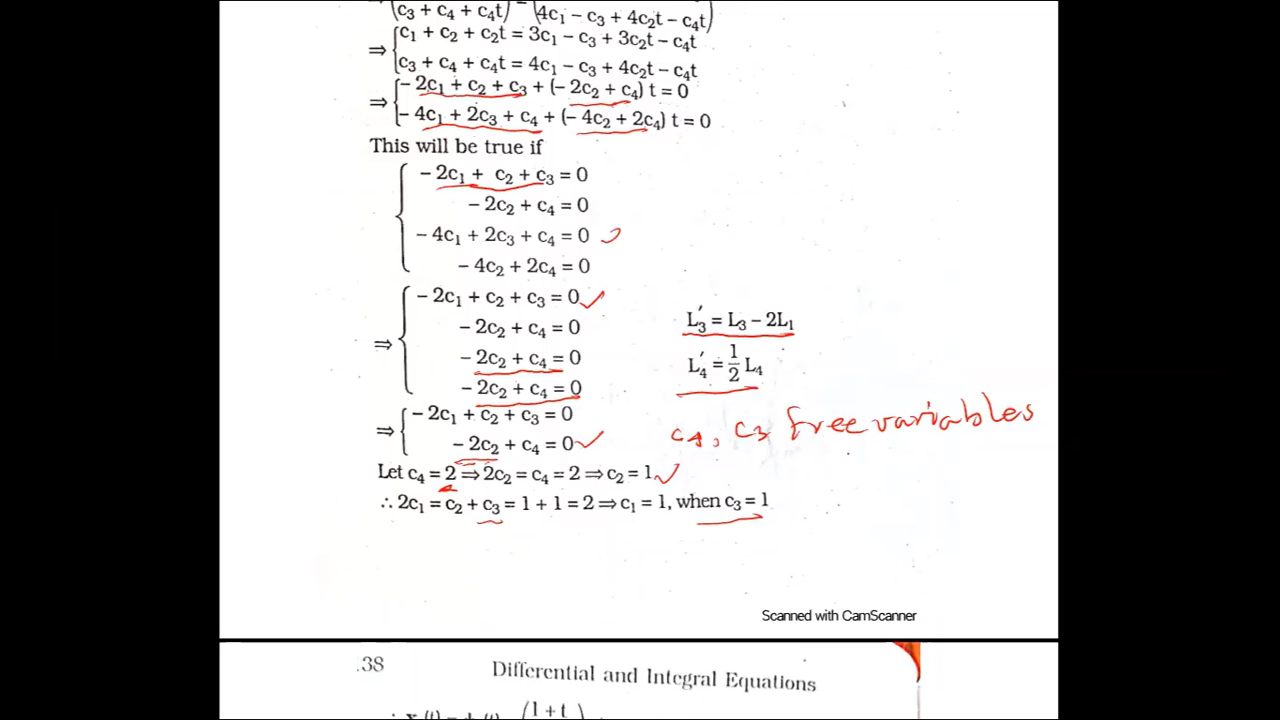 ⇒ (c₃ + c₄ + c₄t) = (4c₁ − c₃ + 4c₂t − c₄t)
⇒ { c₁ + c₂ + c₂t = 3c₁ − c₃ + 3c₂t − c₄t
c₃ + c₄ + c₄t = 4c₁ − c₃ + 4c₂t − c₄t
⇒ { − 2c₁ + c₂ + c₃ + (− 2c₂ + c₄) t = 0
− 4c₁ + 2c₃ + c₄ + (− 4c₂ + 2c₄) t = 0
This will be true if
{ − 2c₁ + c₂ + c₃ = 0
− 2c₂ + c₄ = 0
− 4c₁ + 2c₃ + c₄ = 0
− 4c₂ + 2c₄ = 0
⇒ { − 2c₁ + c₂ + c₃ = 0
− 2c₂ + c₄ = 0
− 2c₂ + c₄ = 0
− 2c₂ + c₄ = 0
L₃′ = L₃ − 2L₁
L₄′ = 1/2 L₄
⇒ { − 2c₁ + c₂ + c₃ = 0
− 2c₂ + c₄ = 0
c₄, c₃ free variables
Let c₄ = 2 ⇒ 2c₂ = c₄ = 2 ⇒ c₂ = 1
∴ 2c₁ = c₂ + c₃ = 1 + 1 = 2 ⇒ c₁ = 1, when c₃ = 1
Scanned with CamScanner
.38 Differential and Integral Equations
(1 + t